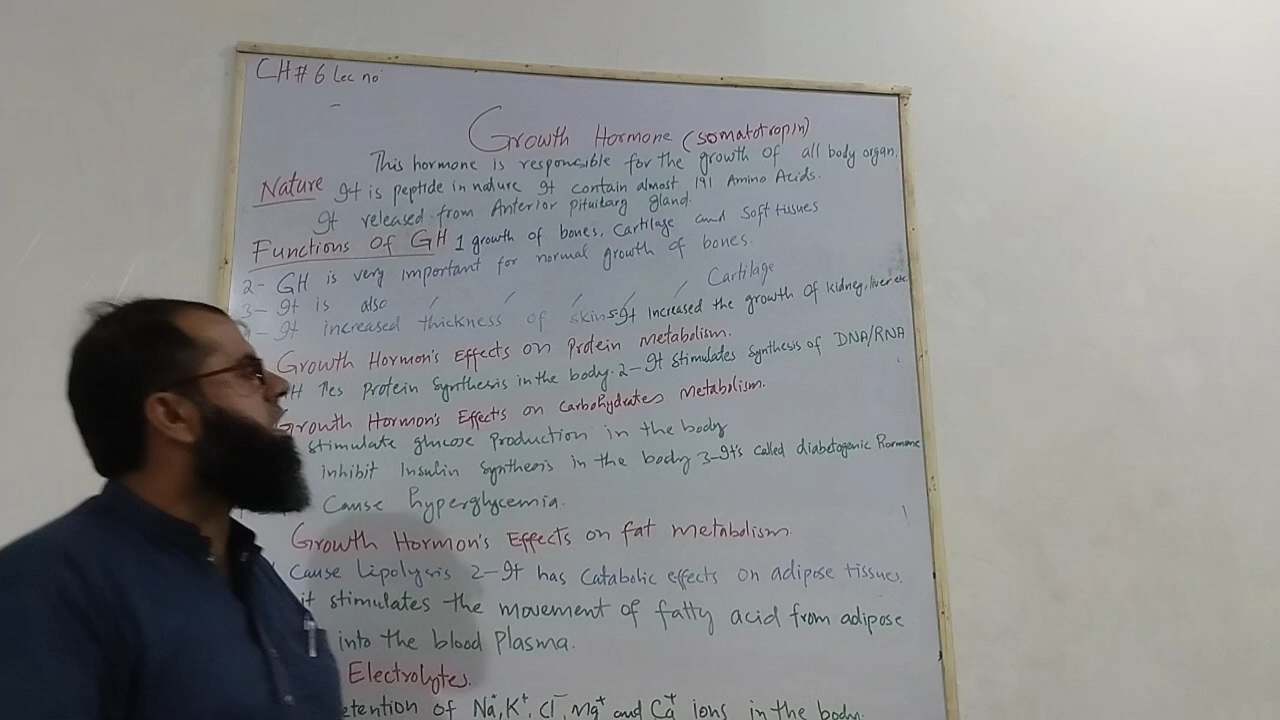 CH# 6 Lec no
-
Growth Hormone (Somatotropin)
This hormone is responsible for the growth of all body organ.
Nature It is peptide in nature It contain almost 191 Amino Acids.
It released from Anterior pituitary gland.
Functions Of GH 1 growth of bones, Cartilage and Soft tissues
2- GH is very important for normal growth of bones.
3- It is also / / / / / Cartilage
It increased thickness of skin 5- It Increased the growth of kidney, liver etc.
Growth Hormon's Effects on Protein Metabolism.
H ↑es Protein Synthesis in the body. 2- It stimulates synthesis of DNA/RNA
Growth Hormon's Effects on Carbohydrates Metabolism.
stimulate glucose production in the body
inhibit Insulin Synthesis in the body 3- It's called diabetogenic Hormone
Cause hyperglycemia.
Growth Hormon's Effects on fat metabolism.
Cause Lipolysis 2- It has Catabolic effects on adipose tissues.
it stimulates the movement of fatty acid from adipose
into the blood Plasma.
Electrolytes.
etention of Na⁺, K⁺, Cl⁻, Mg⁺ and Ca⁺ ions in the body.